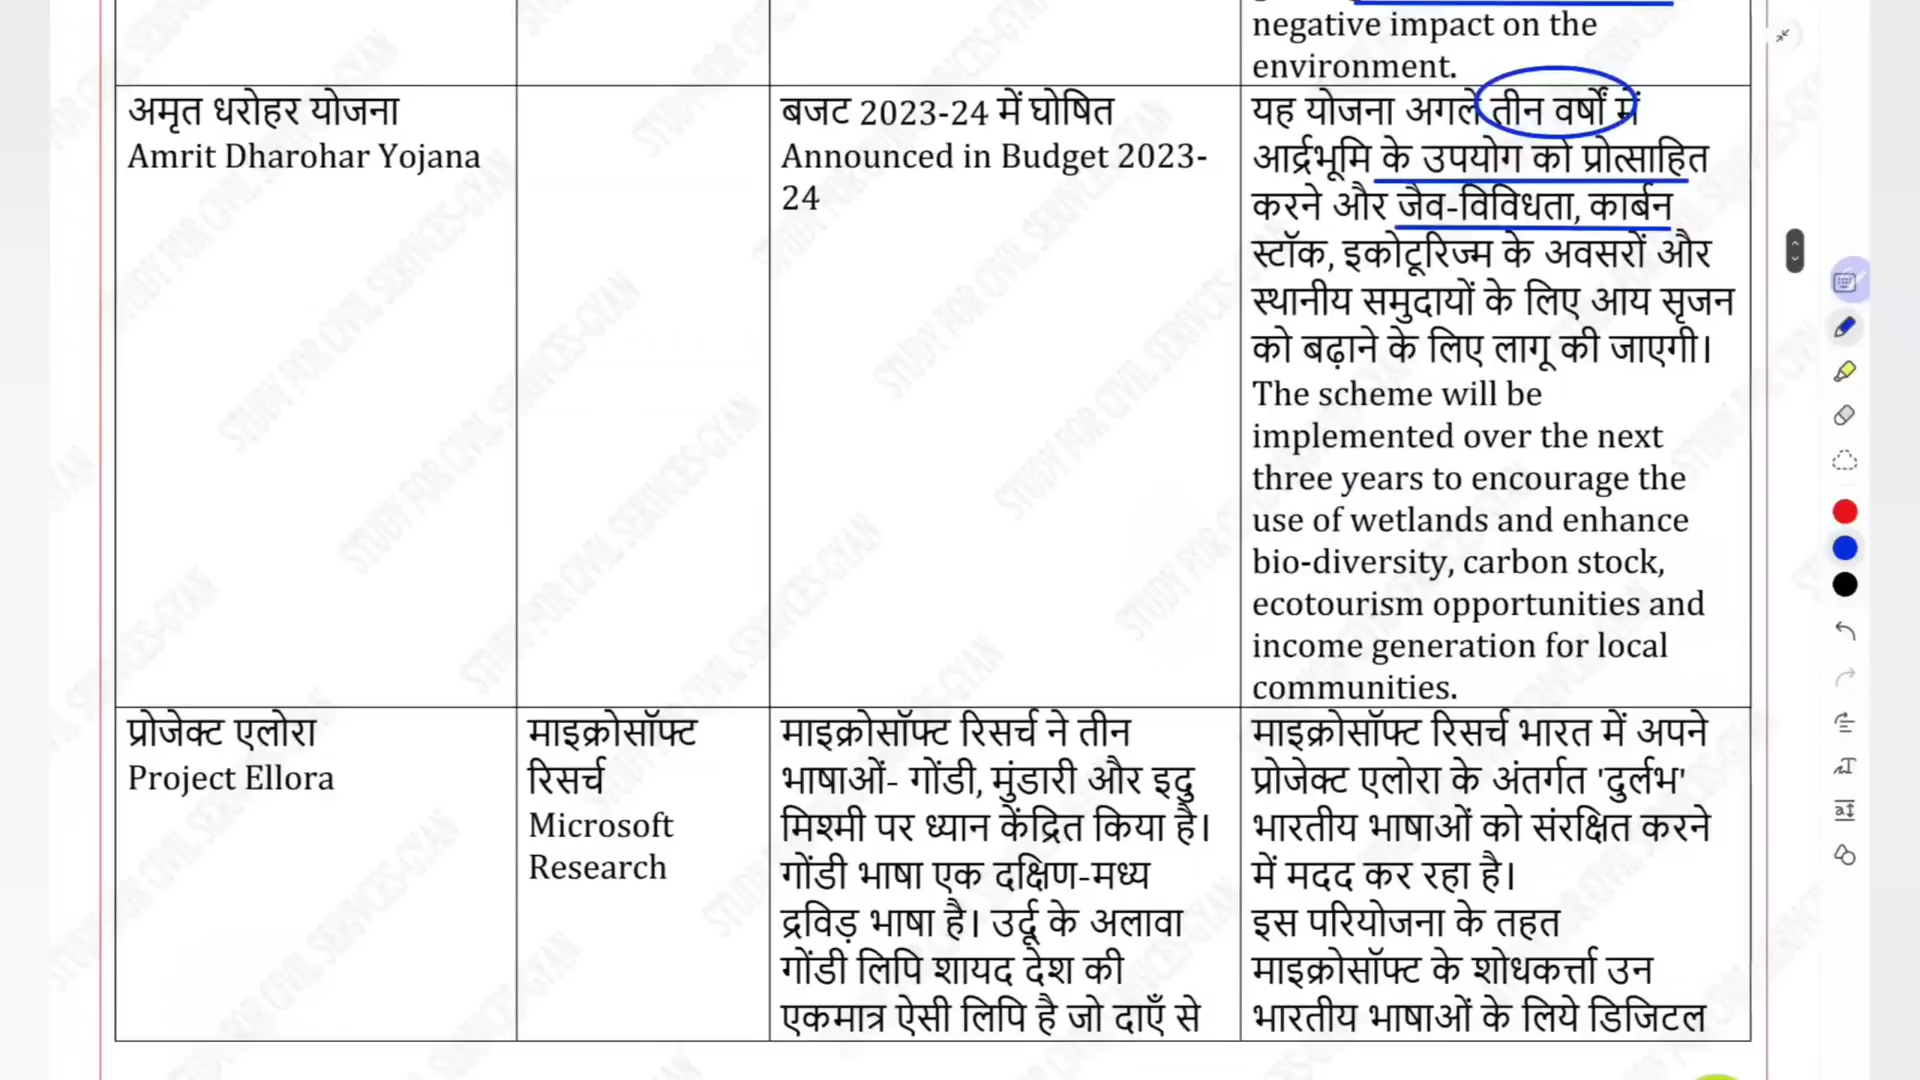 negative impact on the
environment.
अमृत धरोहर योजना
Amrit Dharohar Yojana
बजट 2023-24 में घोषित
Announced in Budget 2023-
24
यह योजना अगले तीन वर्षों में
आर्द्रभूमि के उपयोग को प्रोत्साहित
करने और जैव-विविधता, कार्बन
स्टॉक, इकोटूरिज्म के अवसरों और
स्थानीय समुदायों के लिए आय सृजन
को बढ़ाने के लिए लागू की जाएगी।
The scheme will be
implemented over the next
three years to encourage the
use of wetlands and enhance
bio-diversity, carbon stock,
ecotourism opportunities and
income generation for local
communities.
प्रोजेक्ट एलोरा
Project Ellora
माइक्रोसॉफ्ट
रिसर्च
Microsoft
Research
माइक्रोसॉफ्ट रिसर्च ने तीन
भाषाओं- गोंडी, मुंडारी और इदु
मिश्मी पर ध्यान केंद्रित किया है।
गोंडी भाषा एक दक्षिण-मध्य
द्रविड़ भाषा है। उर्दू के अलावा
गोंडी लिपि शायद देश की
एकमात्र ऐसी लिपि है जो दाएँ से
माइक्रोसॉफ्ट रिसर्च भारत में अपने
प्रोजेक्ट एलोरा के अंतर्गत 'दुर्लभ'
भारतीय भाषाओं को संरक्षित करने
में मदद कर रहा है।
इस परियोजना के तहत
माइक्रोसॉफ्ट के शोधकर्त्ता उन
भारतीय भाषाओं के लिये डिजिटल
STUDY FOR CIVIL SERIVCES-GYAN